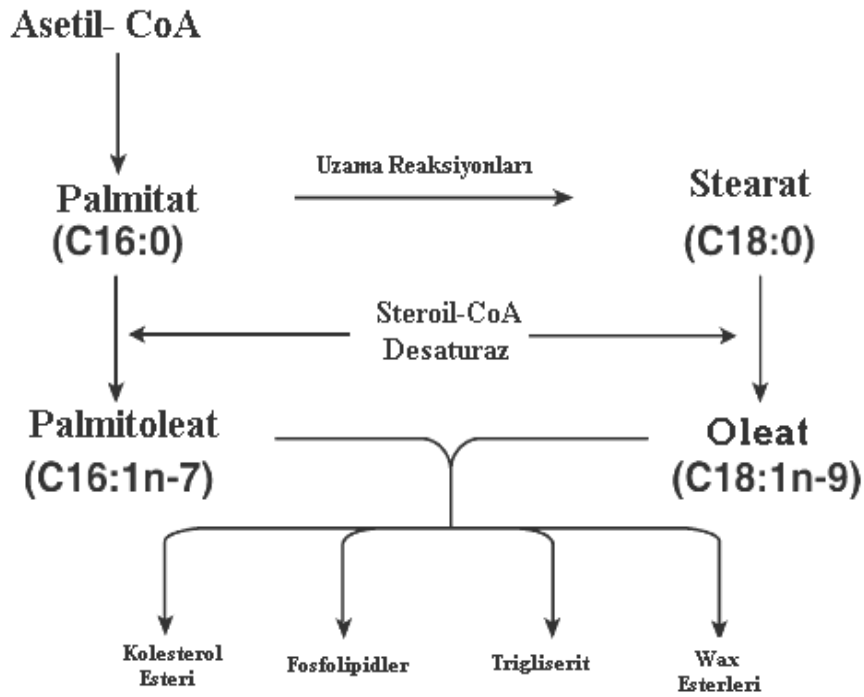 Asetil- CoA
Uzama Reaksiyonları
Palmitat
(C16:0)
Stearat
(C18:0)
Steroil-CoA
Desaturaz
Palmitoleat
(C16:1n-7)
Oleat
(C18:1n-9)
Kolesterol
Esteri
Fosfolipidler
Trigliserit
Wax
Esterleri